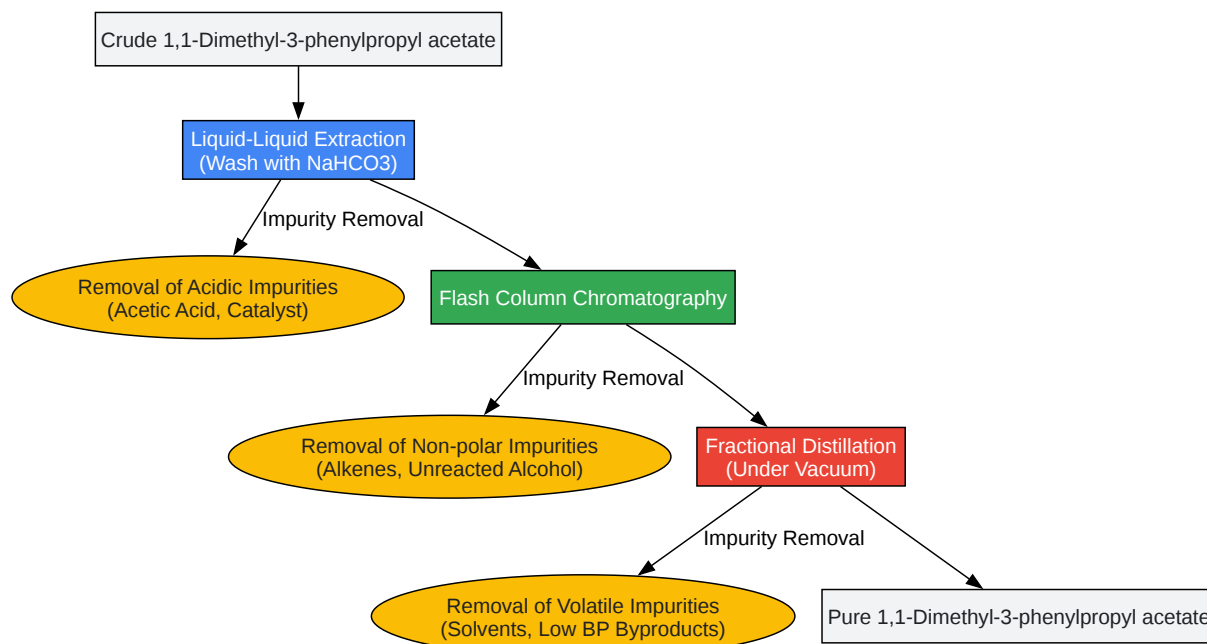 Crude 1,1-Dimethyl-3-phenylpropyl acetate
Liquid-Liquid Extraction
(Wash with NaHCO3)
Impurity Removal
Removal of Acidic Impurities
(Acetic Acid, Catalyst)
Flash Column Chromatography
Impurity Removal
Removal of Non-polar Impurities
(Alkenes, Unreacted Alcohol)
Fractional Distillation
(Under Vacuum)
Impurity Removal
Removal of Volatile Impurities
(Solvents, Low BP Byproducts)
Pure 1,1-Dimethyl-3-phenylpropyl acetate